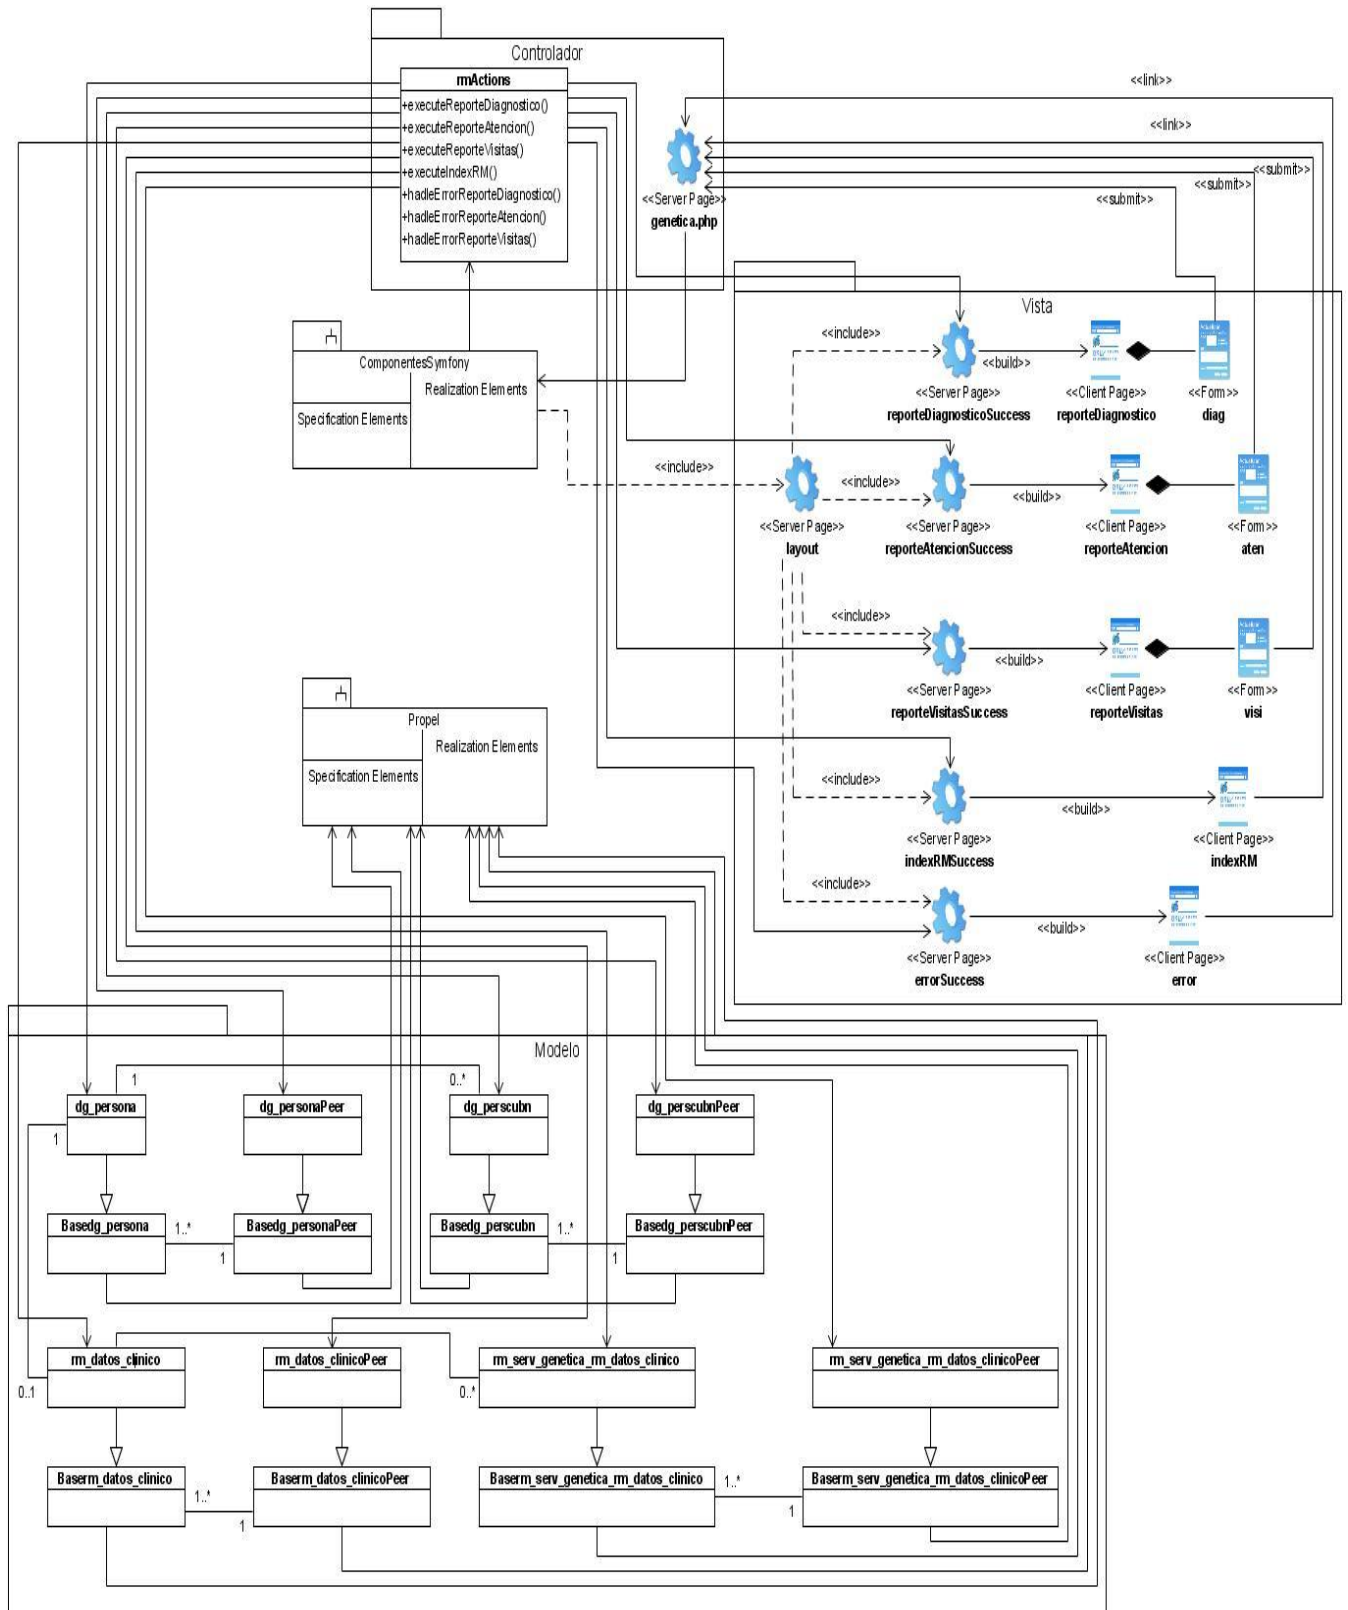 Controlador
rmActions
+executeReporteDiagnostico()
+executeReporteAtencion()
+executeReporteVisitas()
+executeIndexRM()
+hadleErrorReporteDiagnostico()
+hadleErrorReporteAtencion()
+hadleErrorReporteVisitas()
<<link>>
<<link>>
<<submit>>
<<submit>>
<<submit>>
<<Server Page>>
genetica.php
Vista
ComponentesSymfony
Realization Elements
Specification Elements
<<include>>
<<include>>
<<build>>
<<Server Page>>
reporteDiagnosticoSuccess
<<Client Page>>
reporteDiagnostico
<<Form>>
diag
<<include>>
<<build>>
<<Server Page>>
layout
<<Server Page>>
reporteAtencionSuccess
<<Client Page>>
reporteAtencion
<<Form>>
aten
<<include>>
<<build>>
<<Server Page>>
reporteVisitasSuccess
<<Client Page>>
reporteVisitas
<<Form>>
visi
Propel
Realization Elements
Specification Elements
<<include>>
<<build>>
<<Server Page>>
indexRMSuccess
<<Client Page>>
indexRM
<<include>>
<<build>>
<<Server Page>>
errorSuccess
<<Client Page>>
error
Modelo
1
0..*
dg_persona
dg_personaPeer
dg_perscubn
dg_perscubnPeer
1
Basedg_persona
1..*
1
Basedg_personaPeer
Basedg_perscubn
1..*
1
Basedg_perscubnPeer
rm_datos_clinico
rm_datos_clinicoPeer
rm_serv_genetica_rm_datos_clinico
rm_serv_genetica_rm_datos_clinicoPeer
0..1
0..*
Baserm_datos_clinico
1..*
1
Baserm_datos_clinicoPeer
Baserm_serv_genetica_rm_datos_clinico
1..*
1
Baserm_serv_genetica_rm_datos_clinicoPeer